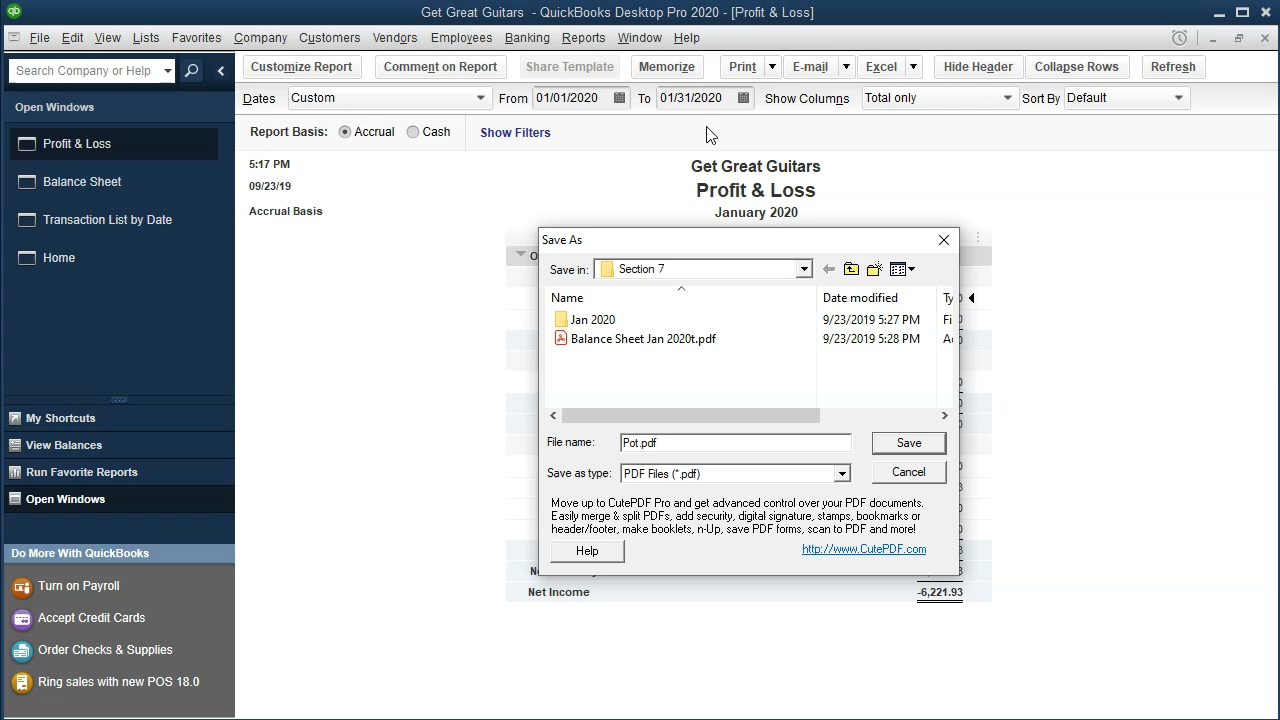 qb
Get Great Guitars - QuickBooks Desktop Pro 2020 - [Profit & Loss]
File Edit View Lists Favorites Company Customers Vendors Employees Banking Reports Window Help
Search Company or Help
Customize Report Comment on Report Share Template Memorize Print E-mail Excel Hide Header Collapse Rows Refresh
Open Windows
Dates Custom From 01/01/2020 To 01/31/2020 Show Columns Total only Sort By Default
Report Basis: Accrual Cash Show Filters
Profit & Loss
Balance Sheet
Transaction List by Date
Home
5:17 PM
09/23/19
Accrual Basis
Get Great Guitars
Profit & Loss
January 2020
Save As
Save in: Section 7
Name Date modified Ty
Jan 2020 9/23/2019 5:27 PM Fi
Balance Sheet Jan 2020t.pdf 9/23/2019 5:28 PM
File name: Pot.pdf Save
Save as type: PDF Files (*.pdf) Cancel
Move up to CutePDF Pro and get advanced control over your PDF documents.
Easily merge & split PDFs, add security, digital signature, stamps, bookmarks or
header/footer, make booklets, n-Up, save PDF forms, scan to PDF and more!
Help http://www.CutePDF.com
Net Income -6,221.93
My Shortcuts
View Balances
Run Favorite Reports
Open Windows
Do More With QuickBooks
Turn on Payroll
Accept Credit Cards
Order Checks & Supplies
Ring sales with new POS 18.0